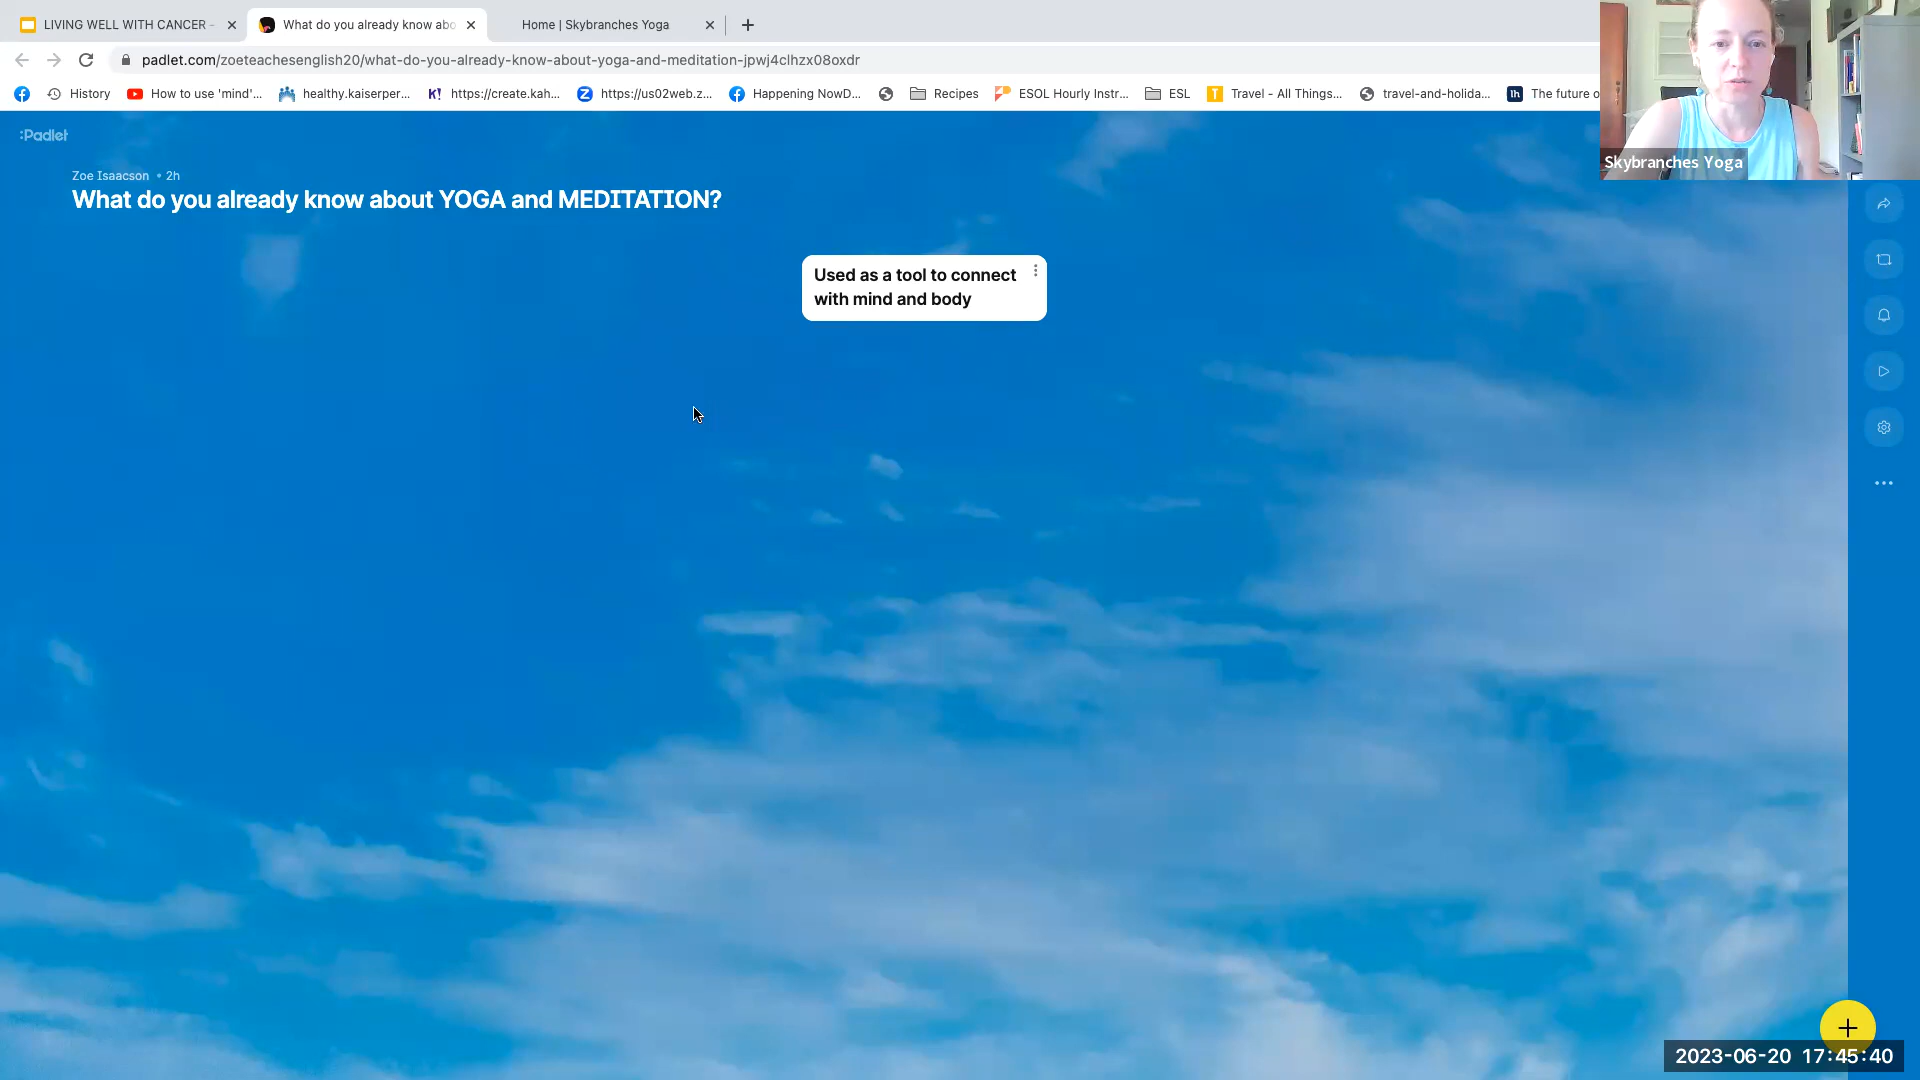 LIVING WELL WITH CANCER -
What do you already know abo
Home | Skybranches Yoga
padlet.com/zoeteachesenglish20/what-do-you-already-know-about-yoga-and-meditation-jpwj4clhzx08oxdr
History
How to use 'mind'...
healthy.kaiserper...
K!
https://create.kah...
https://us02web.z...
Happening NowD...
Recipes
ESOL Hourly Instr...
ESL
T
Travel - All Things...
travel-and-holida...
lh
The future o
:Padlet
Zoe Isaacson • 2h
What do you already know about YOGA and MEDITATION?
Used as a tool to connect
with mind and body
Skybranches Yoga
2023-06-20 17:45:40